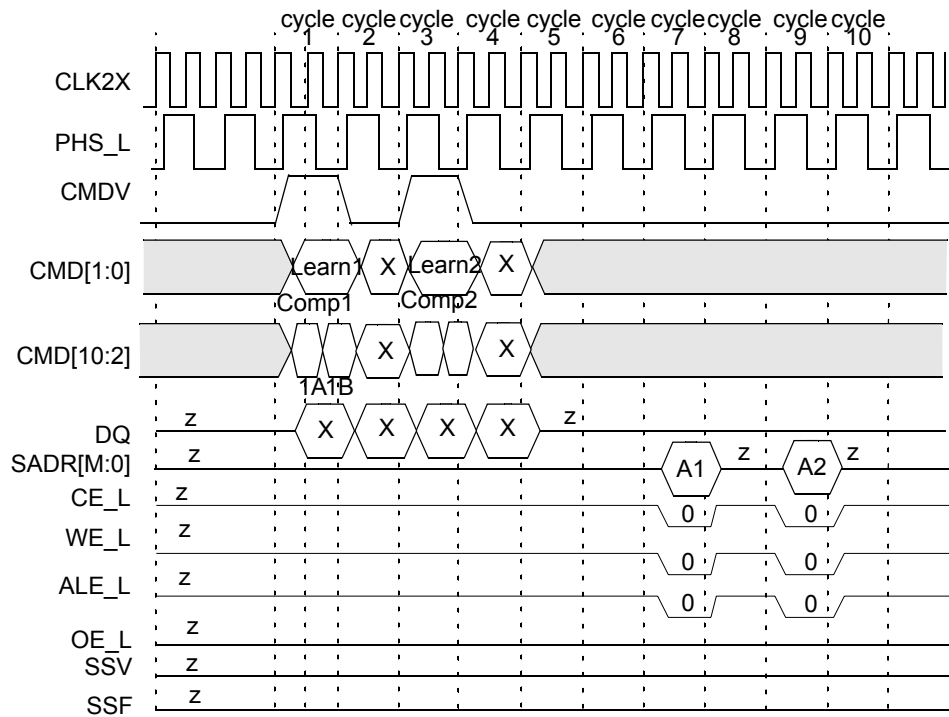 cycle cycle cycle cycle cycle cycle cycle cycle cycle cycle
1 2 3 4 5 6 7 8 9 10
CLK2X
PHS_L
CMDV
CMD[1:0] Learn1 X Learn2 X
Comp1 Comp2
CMD[10:2] X X
1A1B
DQ z X X X X z
SADR[M:0] z A1 z A2 z
CE_L z 0 0
WE_L z 0 0
ALE_L z 0 0
OE_L z
SSV z
SSF z